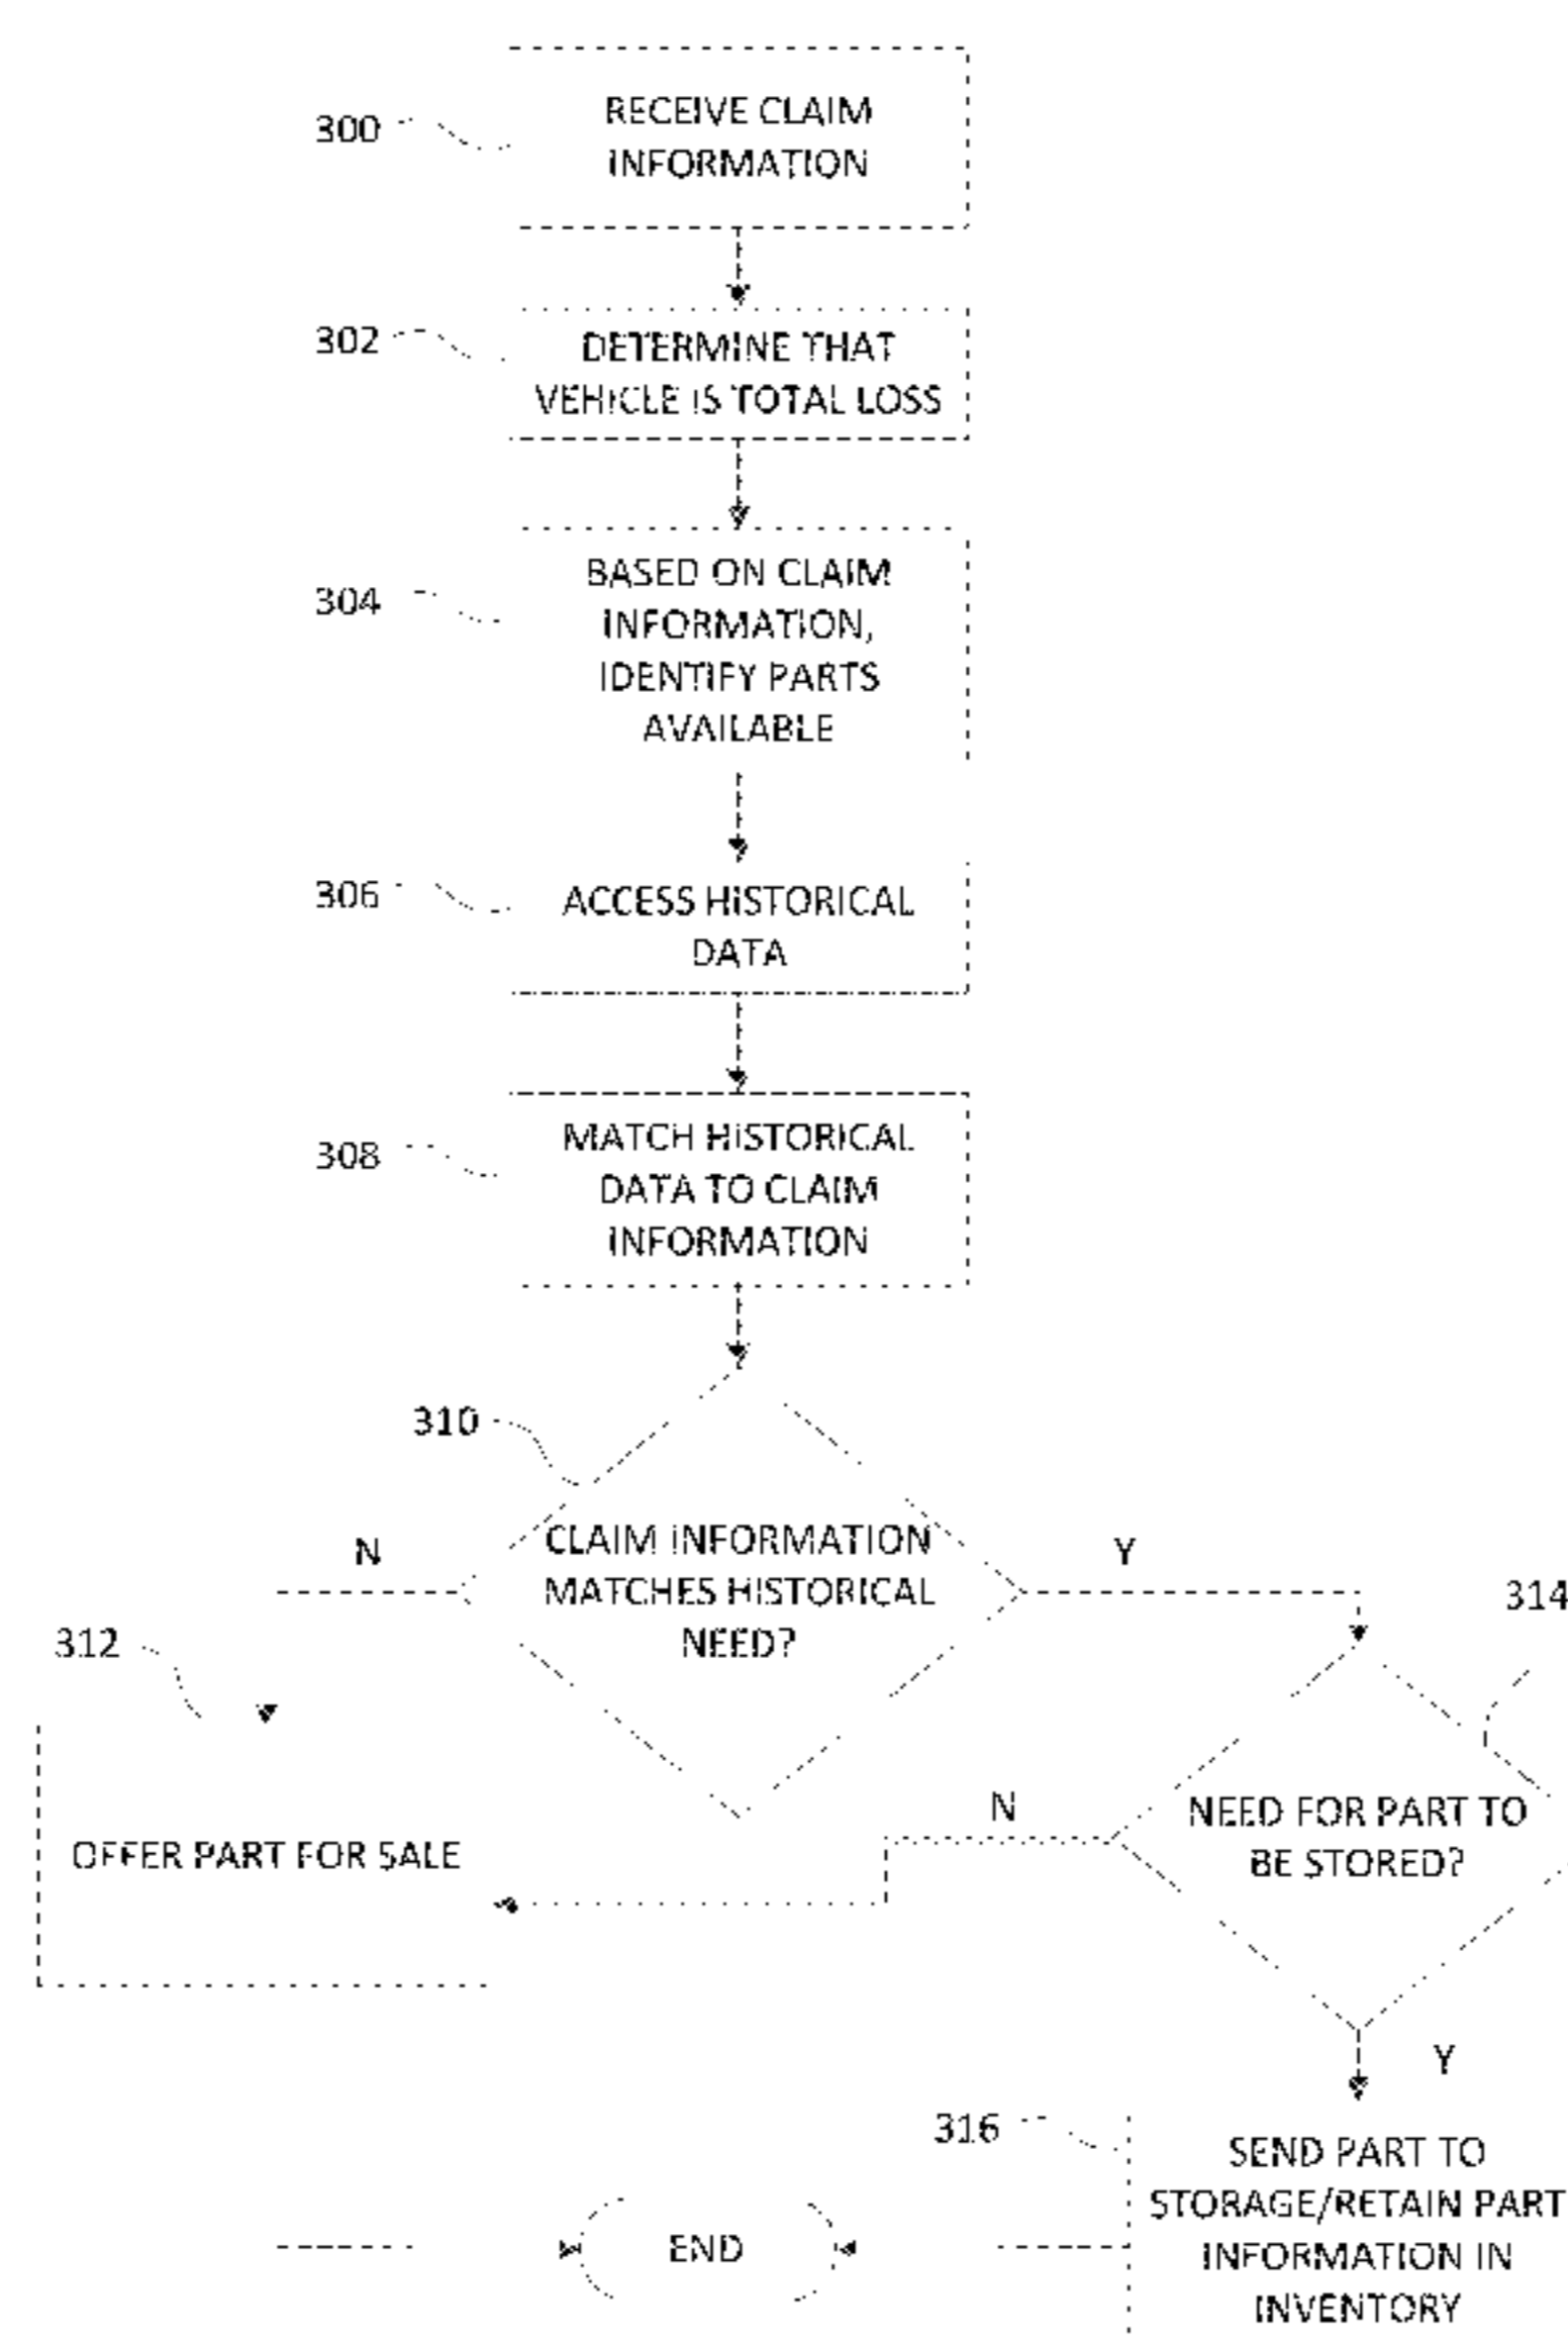 300
RECEIVE CLAIM
INFORMATION
302
DETERMINE THAT
VEHICLE IS TOTAL LOSS
304
BASED ON CLAIM
INFORMATION,
IDENTIFY PARTS
AVAILABLE
306
ACCESS HISTORICAL
DATA
308
MATCH HISTORICAL
DATA TO CLAIM
INFORMATION
310
CLAIM INFORMATION
MATCHES HISTORICAL
NEED?
N
Y
312
OFFER PART FOR SALE
314
NEED FOR PART TO
BE STORED?
N
Y
316
SEND PART TO
STORAGE/RETAIN PART
INFORMATION IN
INVENTORY
END